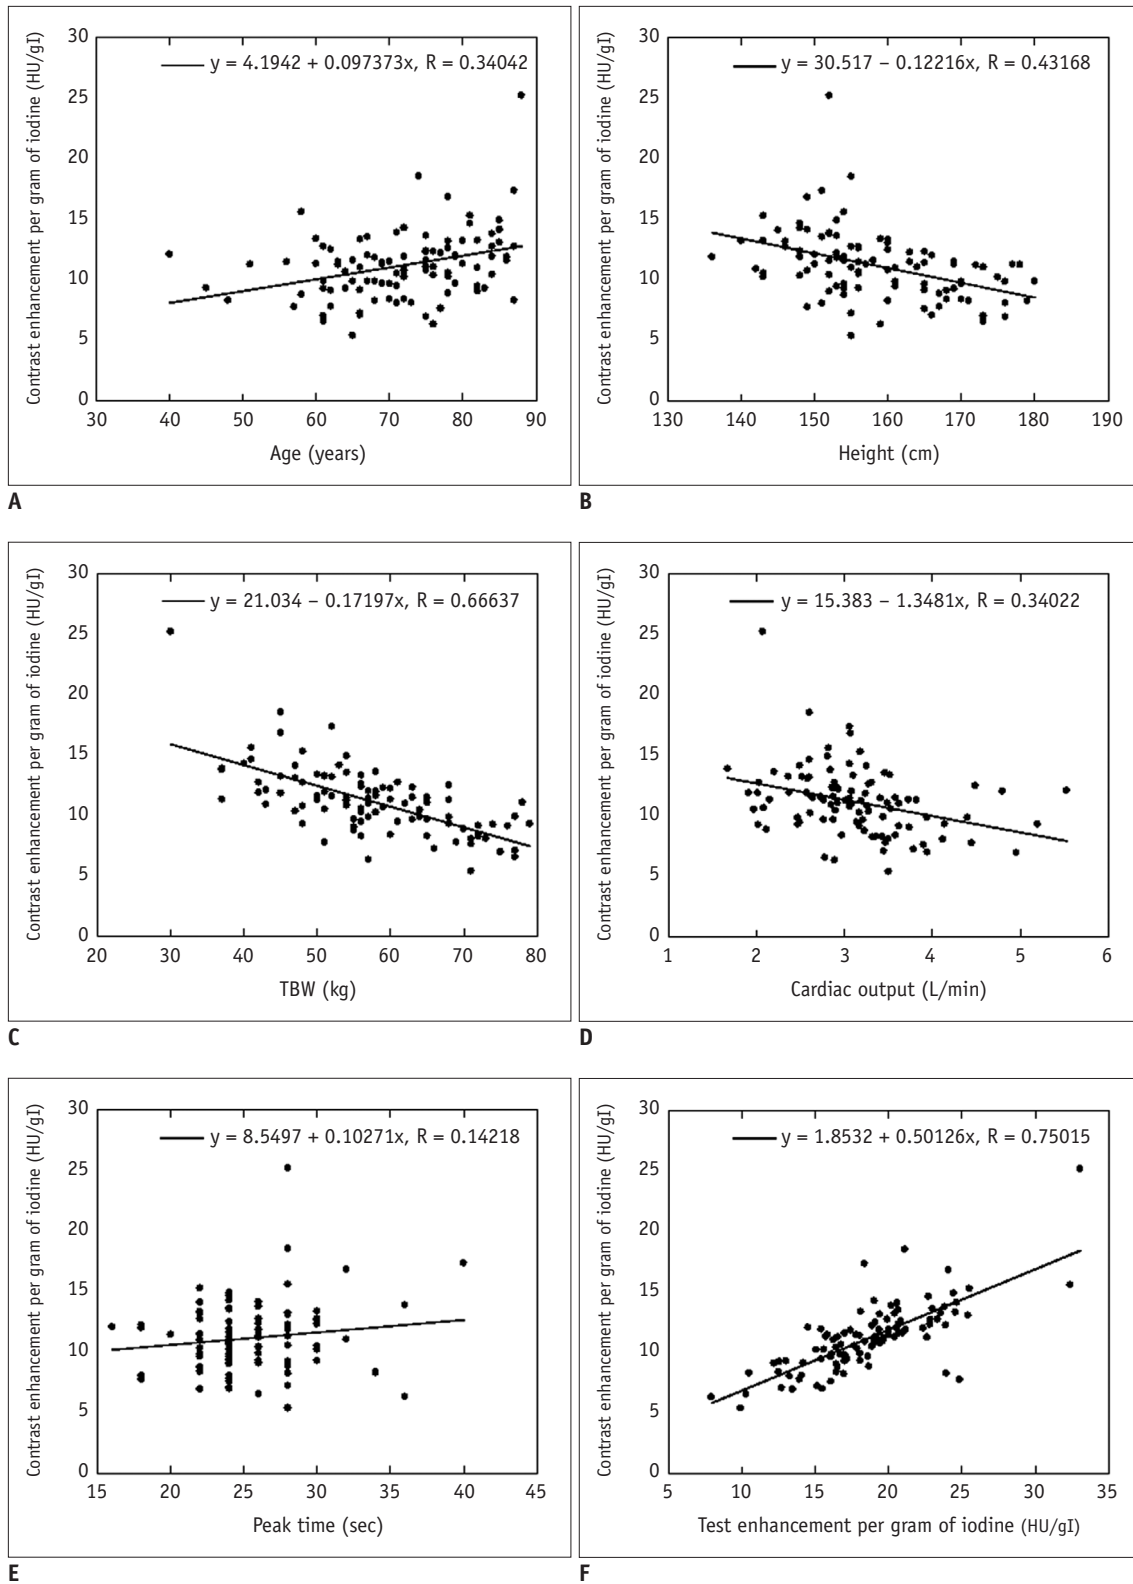 Contrast enhancement per gram of iodine (HU/gI)
30
25
20
15
10
5
0
y = 4.1942 + 0.097373x, R = 0.34042
30 40 50 60 70 80 90
Age (years)
A
Contrast enhancement per gram of iodine (HU/gI)
30
25
20
15
10
5
0
y = 30.517 – 0.12216x, R = 0.43168
130 140 150 160 170 180 190
Height (cm)
B
Contrast enhancement per gram of iodine (HU/gI)
30
25
20
15
10
5
0
y = 21.034 – 0.17197x, R = 0.66637
20 30 40 50 60 70 80
TBW (kg)
C
Contrast enhancement per gram of iodine (HU/gI)
30
25
20
15
10
5
0
y = 15.383 – 1.3481x, R = 0.34022
1 2 3 4 5 6
Cardiac output (L/min)
D
Contrast enhancement per gram of iodine (HU/gI)
30
25
20
15
10
5
0
y = 8.5497 + 0.10271x, R = 0.14218
15 20 25 30 35 40 45
Peak time (sec)
E
Contrast enhancement per gram of iodine (HU/gI)
30
25
20
15
10
5
0
y = 1.8532 + 0.50126x, R = 0.75015
5 10 15 20 25 30 35
Test enhancement per gram of iodine (HU/gI)
F